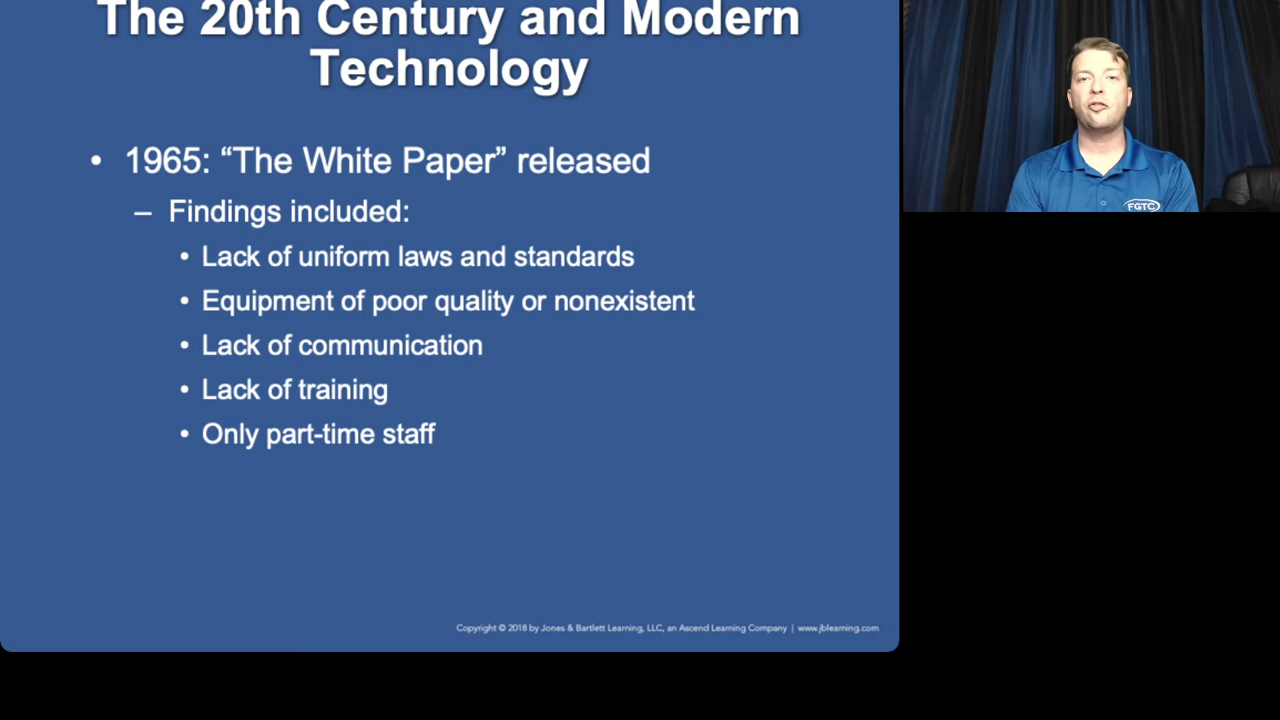 The 20th Century and Modern
Technology
• 1965: “The White Paper” released
– Findings included:
• Lack of uniform laws and standards
• Equipment of poor quality or nonexistent
• Lack of communication
• Lack of training
• Only part-time staff
Copyright © 2018 by Jones & Bartlett Learning, LLC, an Ascend Learning Company | www.jblearning.com
FGTC